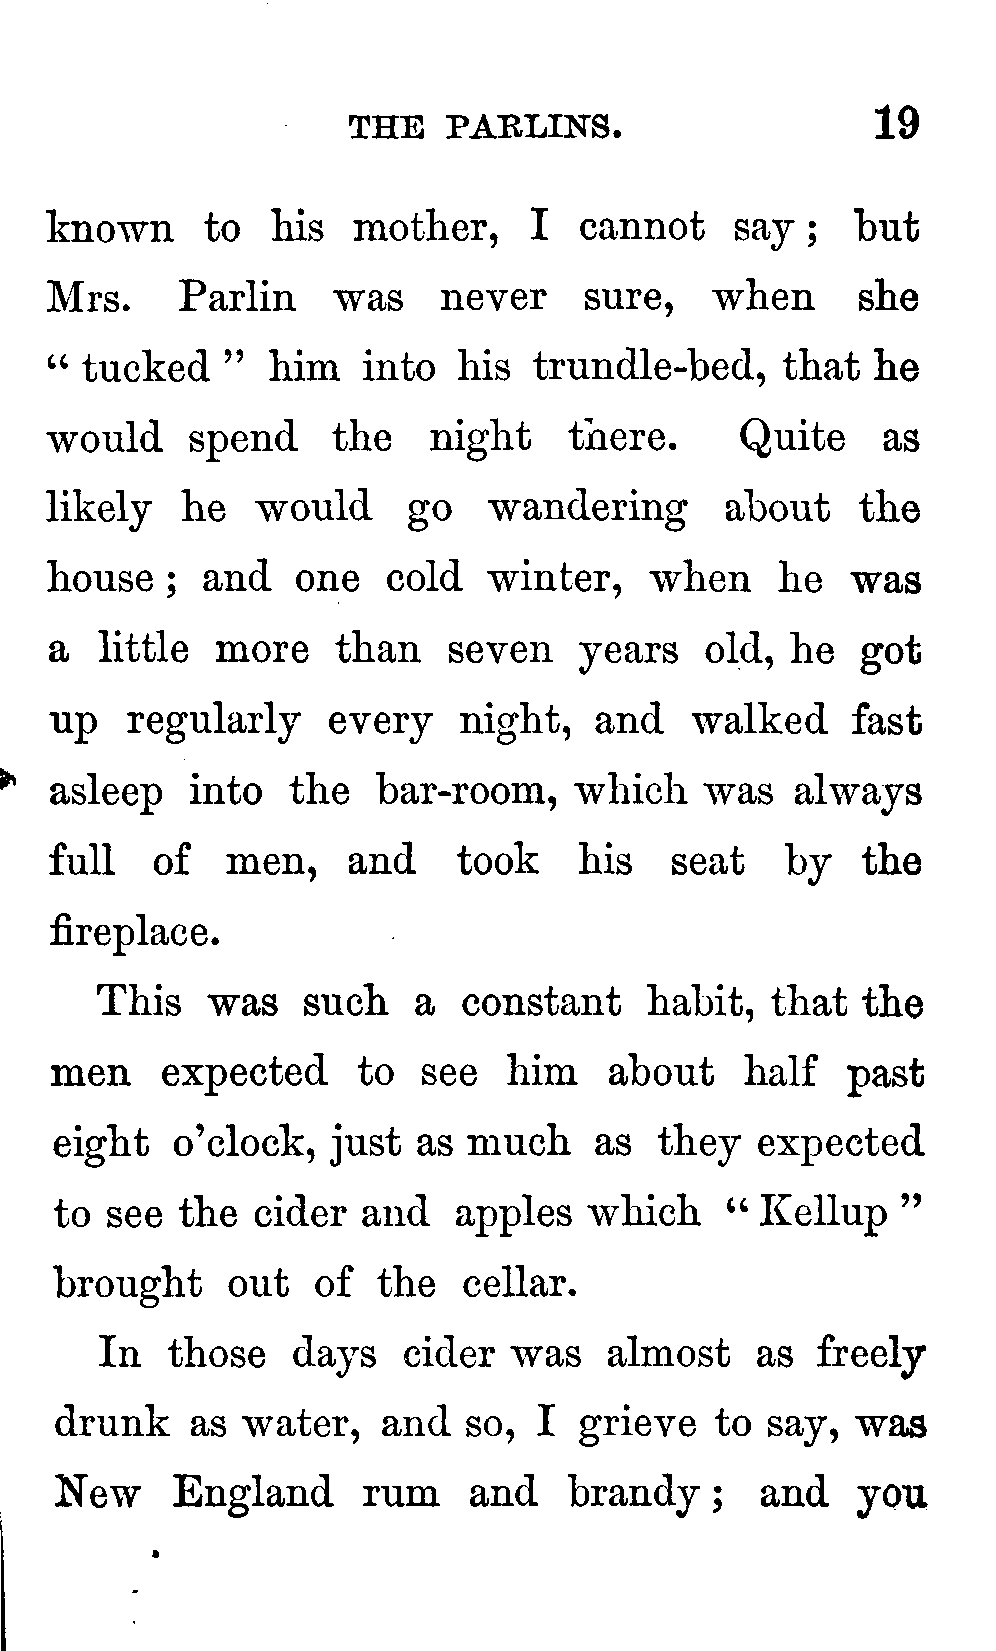 THE PARLINS. 19
known to his mother, I cannot say; but
Mrs. Parlin was never sure, when she
“tucked” him into his trundle-bed, that he
would spend the night there. Quite as
likely he would go wandering about the
house; and one cold winter, when he was
a little more than seven years old, he got
up regularly every night, and walked fast
asleep into the bar-room, which was always
full of men, and took his seat by the
fireplace.
This was such a constant habit, that the
men expected to see him about half past
eight o’clock, just as much as they expected
to see the cider and apples which “Kellup”
brought out of the cellar.
In those days cider was almost as freely
drunk as water, and so, I grieve to say, was
New England rum and brandy; and you